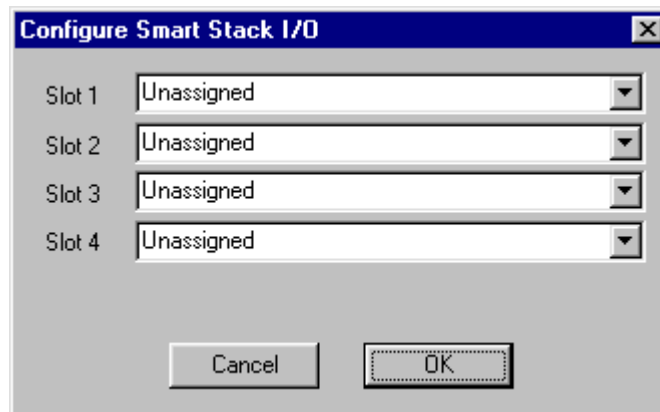 Configure Smart Stack I/O
Slot 1 Unassigned
Slot 2 Unassigned
Slot 3 Unassigned
Slot 4 Unassigned
Cancel OK